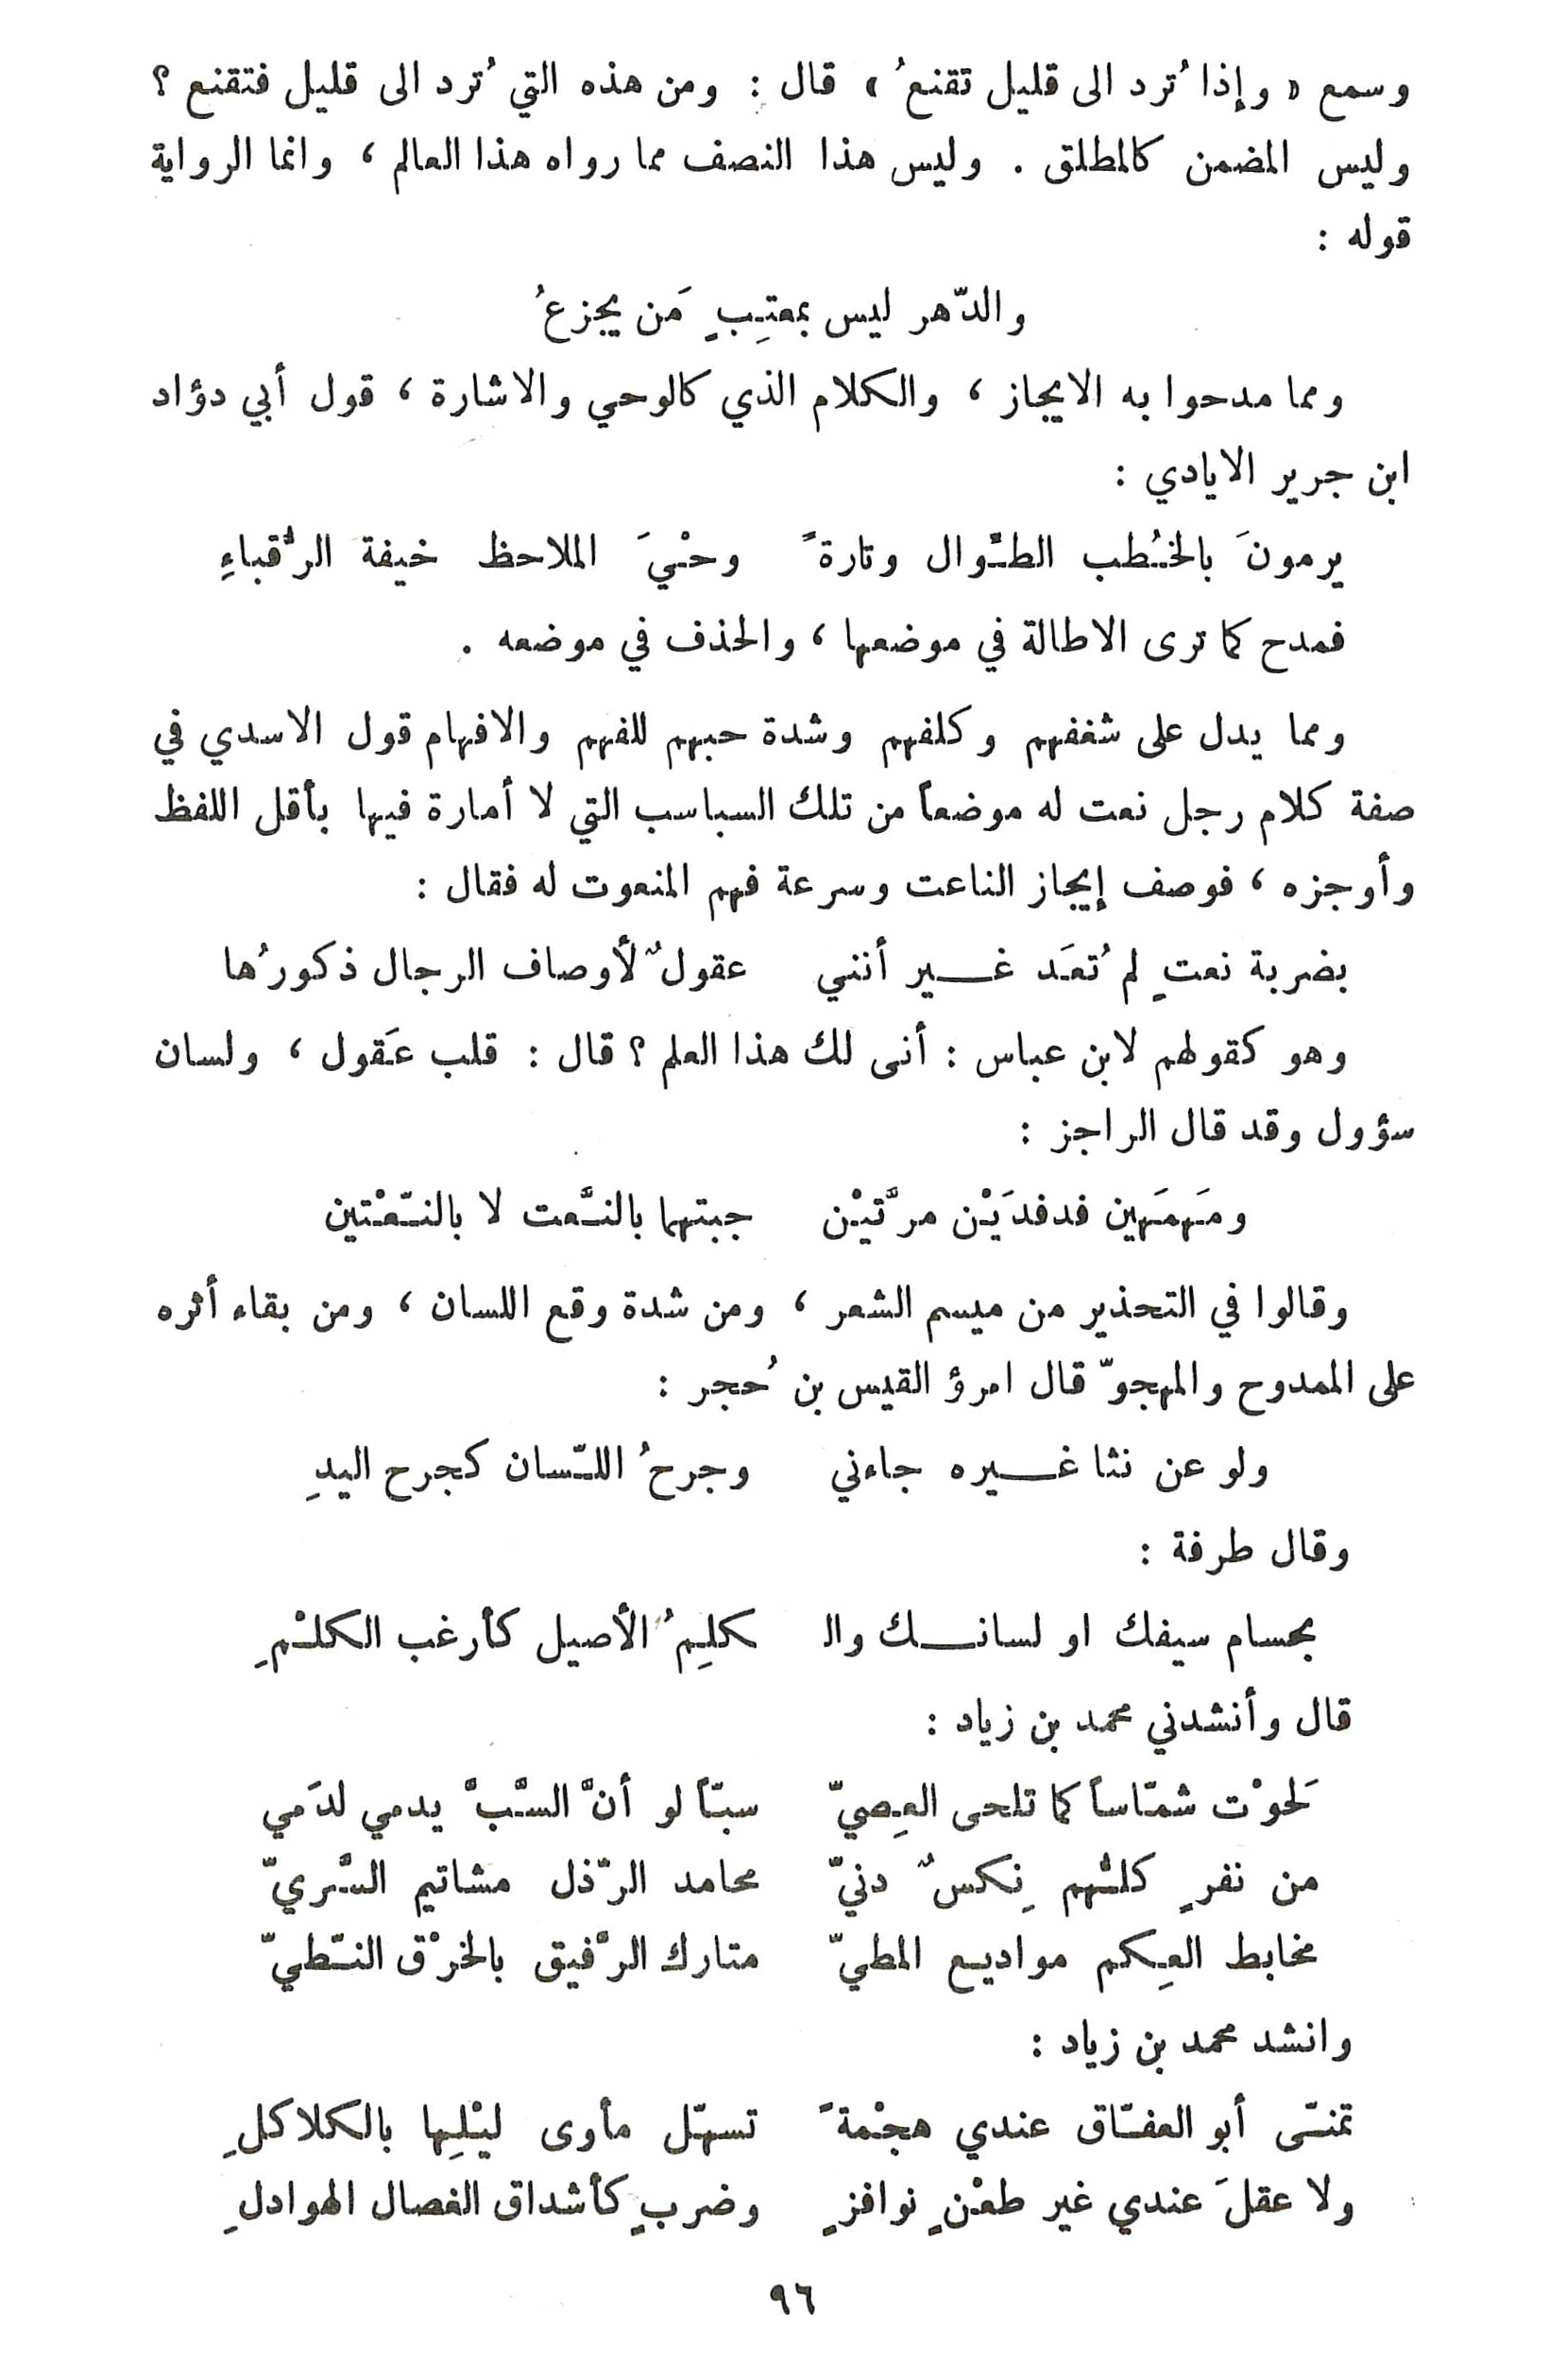 وسمع « وإذا تُرد الى قليل تقنعُ » قال : ومن هذه التي تُرد الى قليل فتقنع ؟
وليس المضمن كالمطلق . وليس هذا النصف مما رواه هذا العالم ، وانما الرواية
قوله :
والدّهر ليس بمعتِبٍ مَن يجزعُ
ومما مدحوا به الايجاز ، والكلام الذي كالوحي والاشارة ، قول أبي دؤاد
ابن جرير الايادي :
يرمونَ بالخُطب الطِّوال وتارةً وحْيَ الملاحظ خيفة الرُّقباءِ
فمدح كما ترى الاطالة في موضعها ، والحذف في موضعه .
ومما يدل على شغفهم وكلفهم وشدة حبهم للفهم والافهام قول الاسدي في
صفة كلام رجل نعت له موضعاً من تلك السباسب التي لا أمارة فيها بأقل اللفظ
وأوجزه ، فوصف إيجاز الناعت وسرعة فهم المنعوت له فقال :
بضربة نعتٍ لم تُعَد غــير أنني عقولٌ لأوصاف الرجال ذكورُها
وهو كقولهم لابن عباس : أنى لك هذا العلم ؟ قال : قلب عَقول ، ولسان
سؤول وقد قال الراجز :
ومَهمَهين فدفدَيْن مرَّتيْن جبتهما بالنَّعت لا بالنّعْتين
وقالوا في التحذير من ميسم الشعر ، ومن شدة وقع اللسان ، ومن بقاء أثره
على الممدوح والمهجوّ قال امرؤ القيس بن حُجر :
ولو عن نثا غــيره جاءني وجرحُ اللّسان كجرح اليدِ
وقال طرفة :
بحسام سيفك او لسانــك والـ ـكلِمُ الأصيل كأرغب الكلْمِ
قال وأنشدني محمد بن زياد :
لَحوْت شمّاساً كما تلحى العِصيّ سبّاً لو أنَّ السّبَّ يدمي لدَمي
من نفرٍ كلّهم نِكسٌ دنيّ محامد الرّذل مشاتيم السَّريّ
مخابط العِكم مواديع المطيّ متارك الرّفيق بالخرْق النّطيّ
وانشد محمد بن زياد :
تمنّى أبو العفّاق عندي هجْمةً تسهّل مأوى ليْلِها بالكلاكلِ
ولا عقلَ عندي غير طعْنٍ نوافزٍ وضربٍ كأشداق الفصال الهوادلِ
٩٦